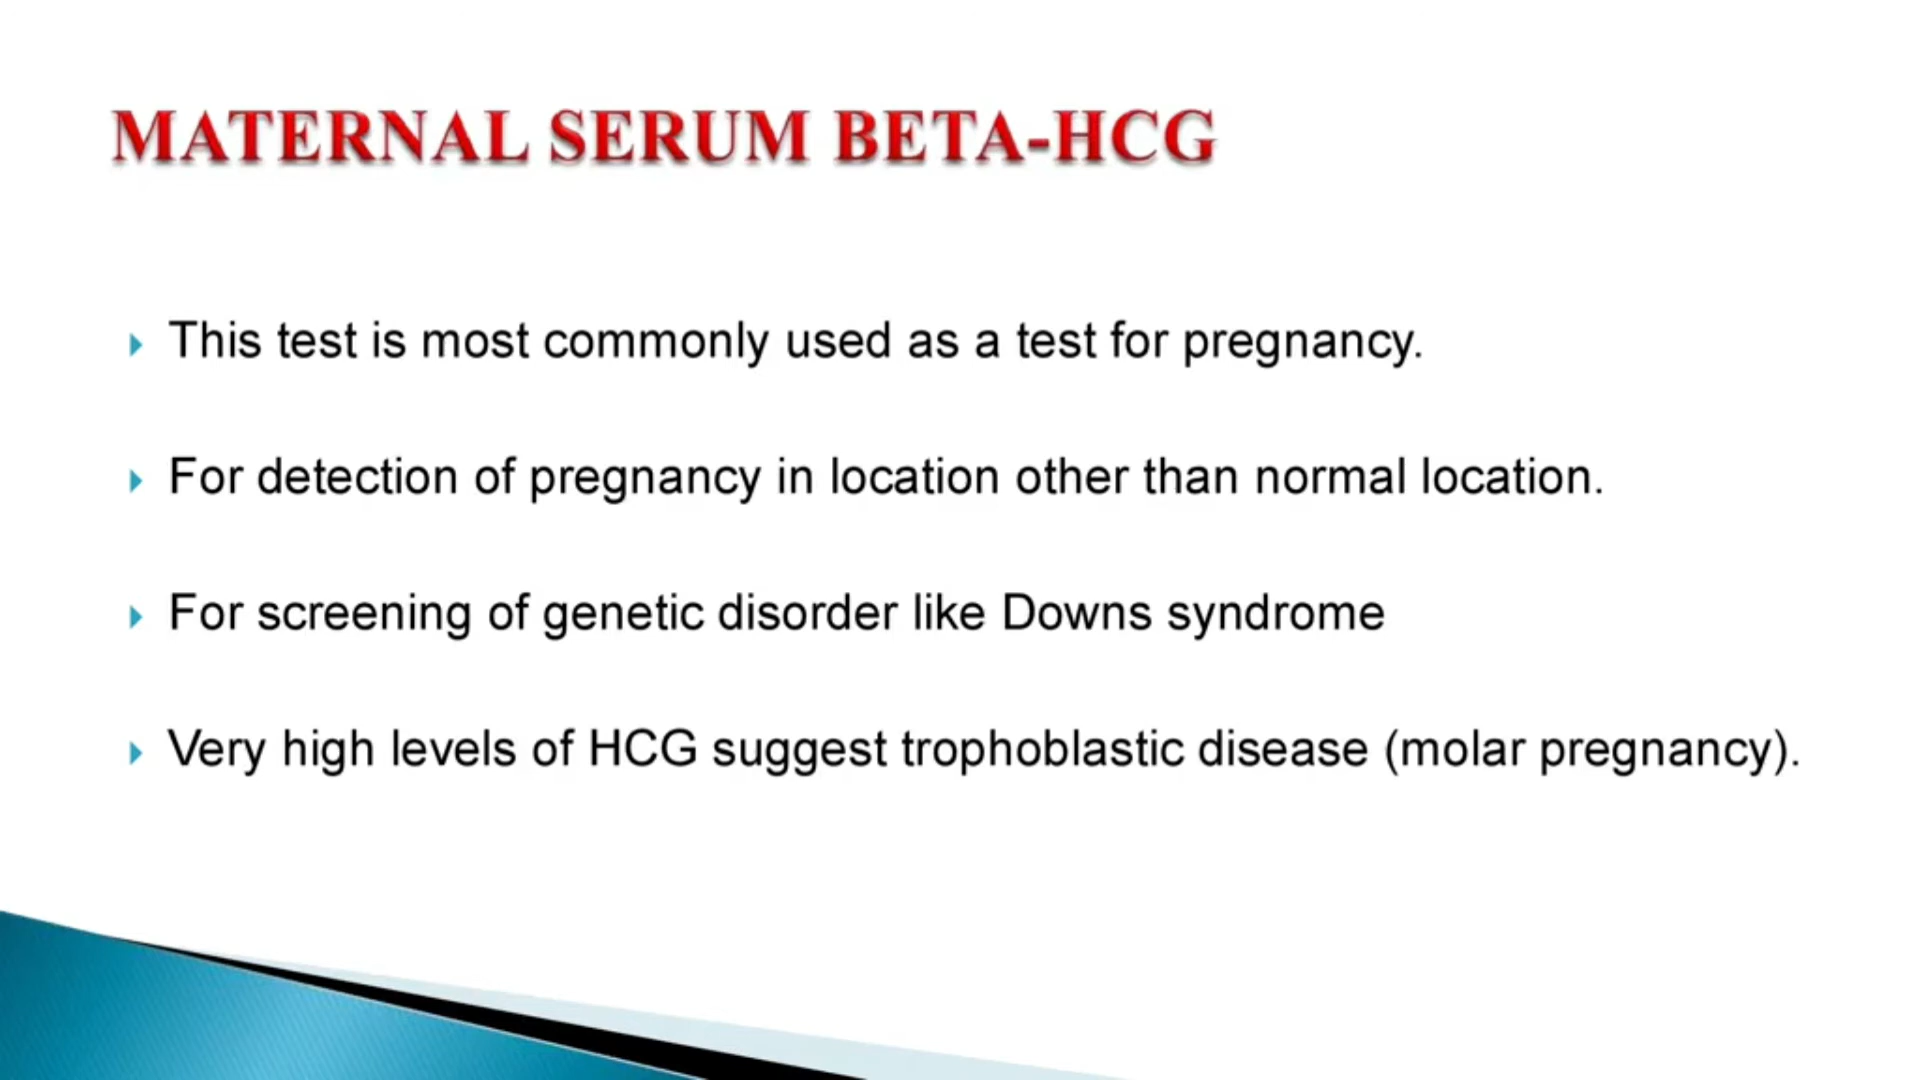 MATERNAL SERUM BETA-HCG
This test is most commonly used as a test for pregnancy.
For detection of pregnancy in location other than normal location.
For screening of genetic disorder like Downs syndrome
Very high levels of HCG suggest trophoblastic disease (molar pregnancy).